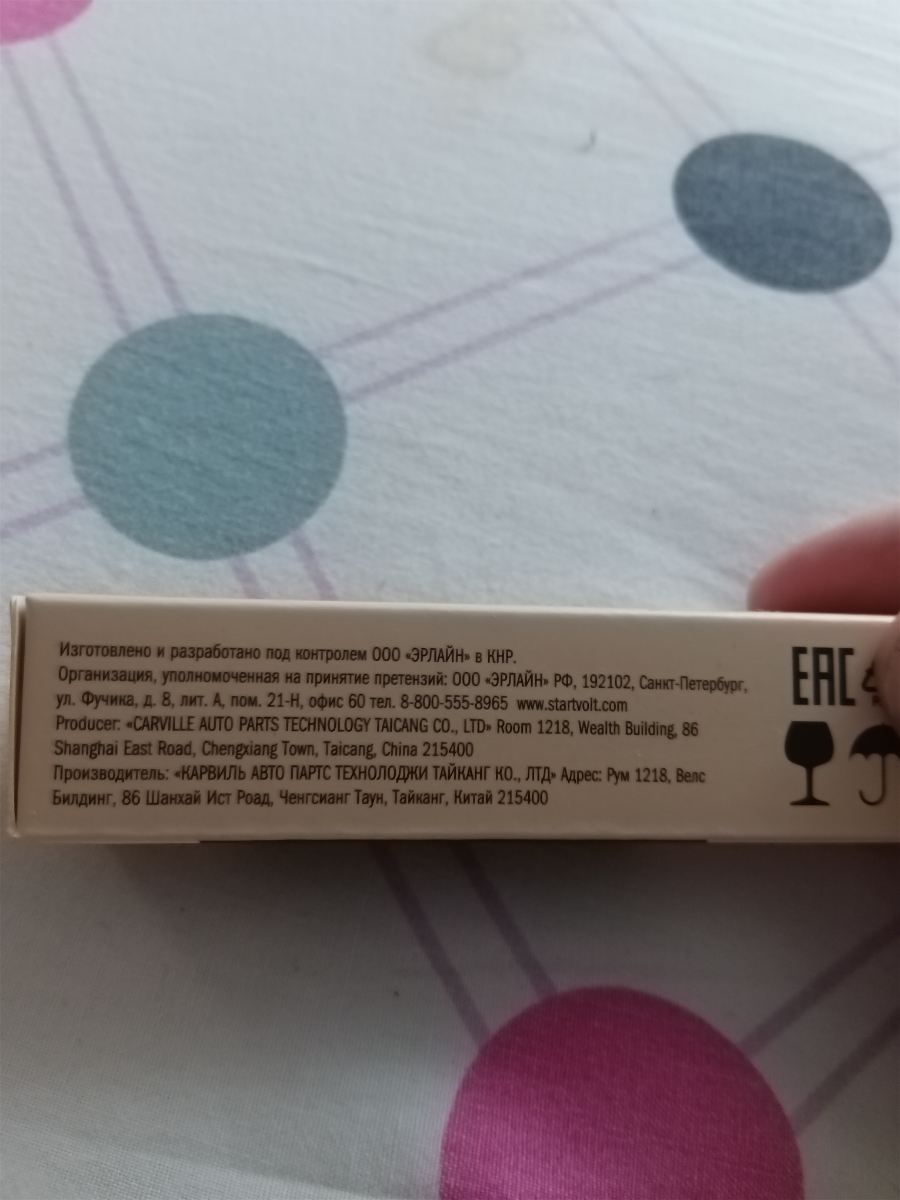 Изготовлено и разработано под контролем ООО «ЭРЛАЙН» в КНР.
Организация, уполномоченная на принятие претензий: ООО «ЭРЛАЙН» РФ, 192102, Санкт-Петербург,
ул. Фучика, д. 8, лит. А, пом. 21-Н, офис 60 тел. 8-800-555-8965 www.startvolt.com
Producer: «CARVILLE AUTO PARTS TECHNOLOGY TAICANG CO., LTD» Room 1218, Wealth Building, 86
Shanghai East Road, Chengxiang Town, Taicang, China 215400
Производитель: «КАРВИЛЬ АВТО ПАРТС ТЕХНОЛОДЖИ ТАЙКАНГ КО., ЛТД» Адрес: Рум 1218, Велс
Билдинг, 86 Шанхай Ист Роад, Ченгсианг Таун, Тайканг, Китай 215400
EAC